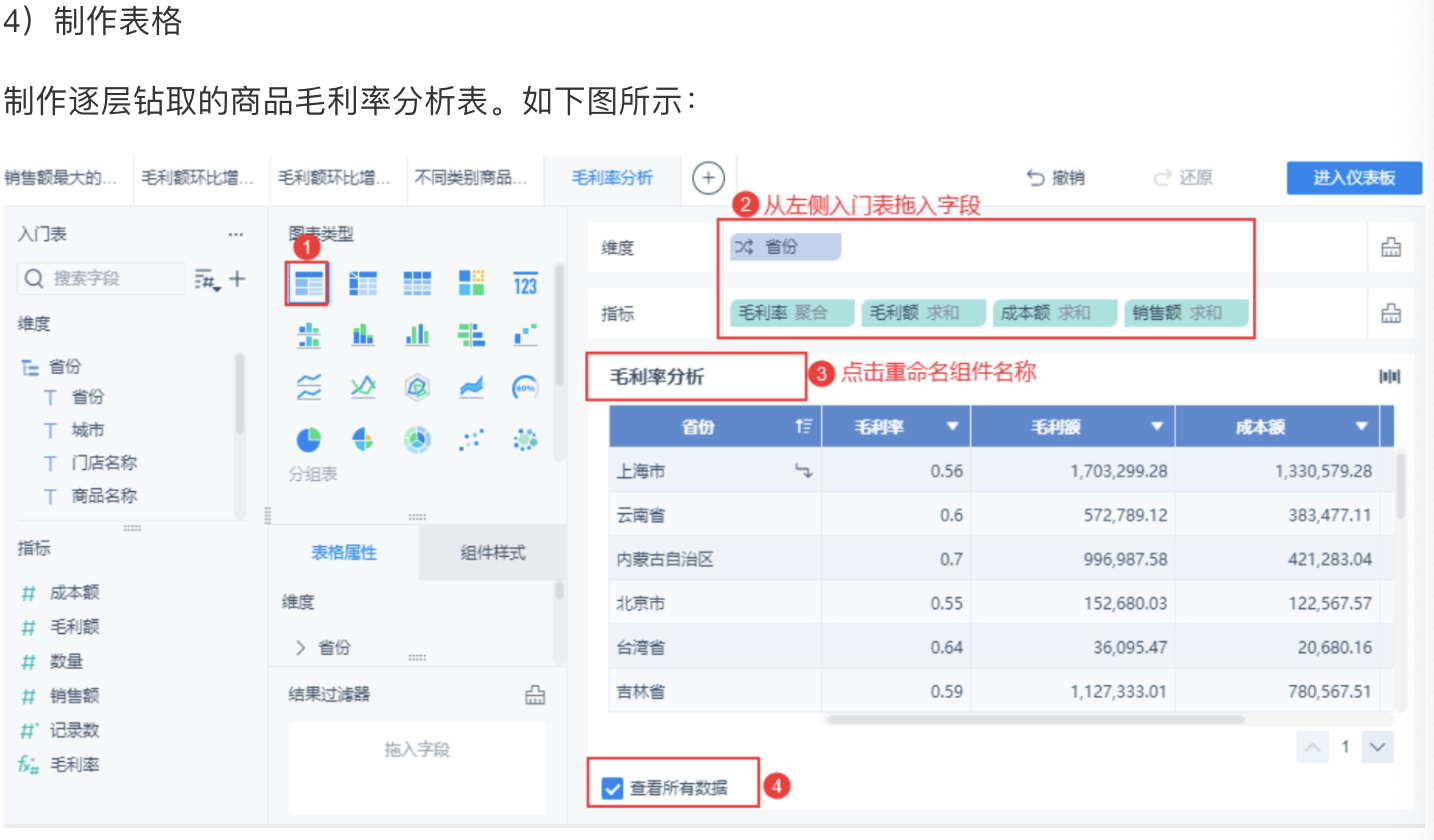 4）制作表格
制作逐层钻取的商品毛利率分析表。如下图所示：
销售额最大的... 毛利额环比增... 毛利额环比增... 不同类别商品... 毛利率分析 撤销 还原 进入仪表板
2 从左侧入门表拖入字段
入门表 ...
图表类型
1
维度 省份
搜索字段
123
指标 毛利率 聚合 毛利额 求和 成本额 求和 销售额 求和
维度
省份
省份
城市
门店名称
商品名称
60%
分组表
毛利率分析 3 点击重命名组件名称
省份 毛利率 毛利额 成本额
上海市 0.56 1,703,299.28 1,330,579.28
云南省 0.6 572,789.12 383,477.11
内蒙古自治区 0.7 996,987.58 421,283.04
北京市 0.55 152,680.03 122,567.57
台湾省 0.64 36,095.47 20,680.16
吉林省 0.59 1,127,333.01 780,567.51
1
指标
成本额
毛利额
数量
销售额
记录数
毛利率
表格属性 组件样式
维度
省份
结果过滤器
拖入字段
查看所有数据 4